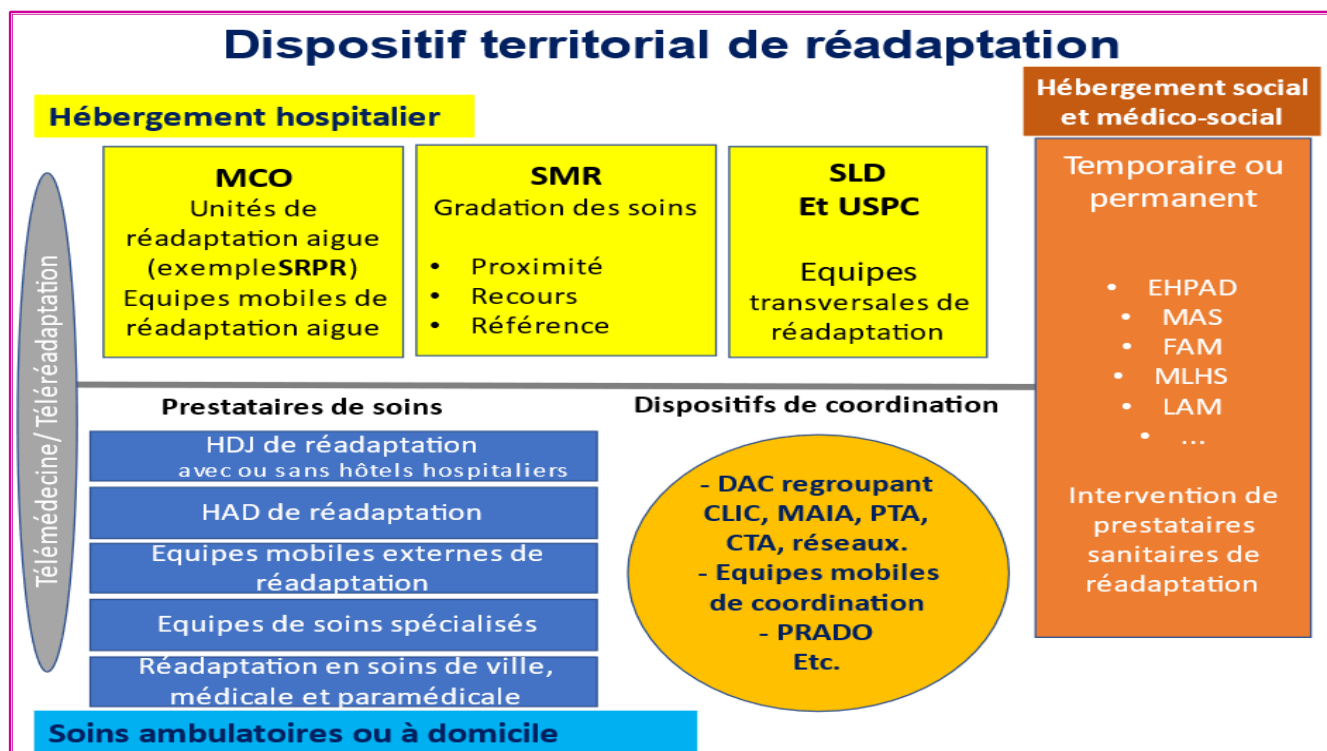 Dispositif territorial de réadaptation
Hébergement hospitalier
Hébergement social
et médico-social
MCO
Unités de
réadaptation aigue
(exempleSRPR)
Equipes mobiles de
réadaptation aigue
SMR
Gradation des soins
• Proximité
• Recours
• Référence
SLD
Et USPC
Equipes
transversales de
réadaptation
Temporaire ou
permanent
• EHPAD
• MAS
• FAM
• MLHS
• LAM
• ...
Intervention de
prestataires
sanitaires de
réadaptation
Télémédecine/ Téléréadaptation
Prestataires de soins
HDJ de réadaptation
avec ou sans hôtels hospitaliers
HAD de réadaptation
Equipes mobiles externes de
réadaptation
Equipes de soins spécialisés
Réadaptation en soins de ville,
médicale et paramédicale
Dispositifs de coordination
- DAC regroupant
CLIC, MAIA, PTA,
CTA, réseaux.
- Equipes mobiles
de coordination
- PRADO
Etc.
Soins ambulatoires ou à domicile